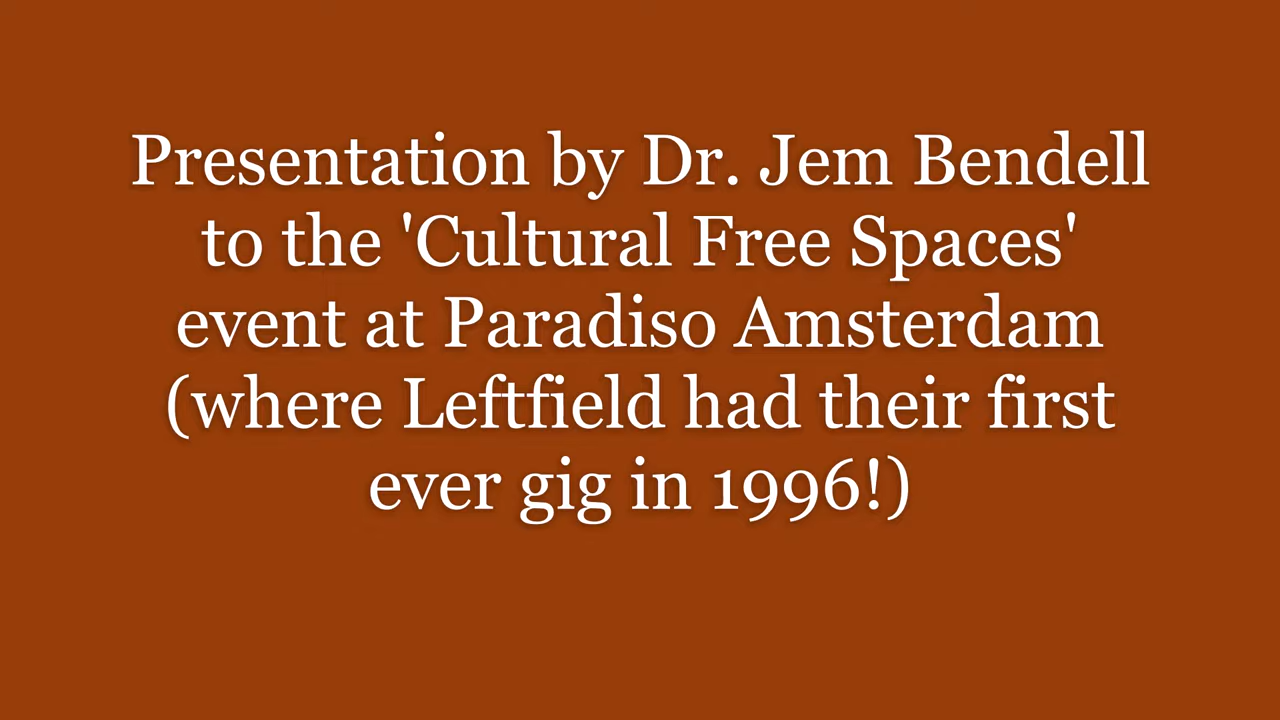 Presentation by Dr. Jem Bendell
to the 'Cultural Free Spaces'
event at Paradiso Amsterdam
(where Leftfield had their first
ever gig in 1996!)